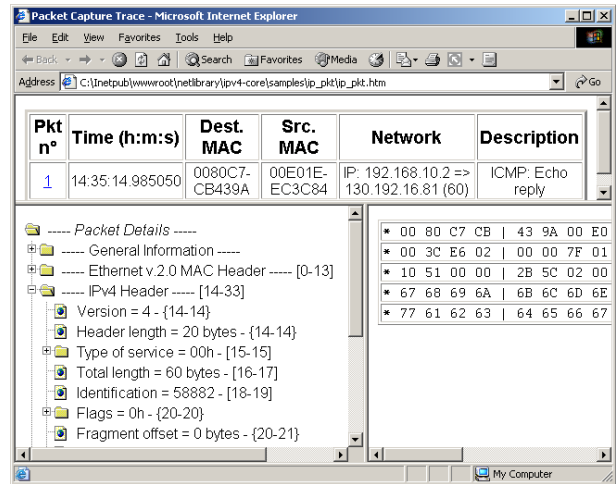 Packet Capture Trace - Microsoft Internet Explorer
File Edit View Favorites Tools Help
Back Search Favorites Media
Address C:\Inetpub\wwwroot\netlibrary\ipv4-core\samples\ip_pkt\ip_pkt.htm Go
Pkt n° Time (h:m:s) Dest. MAC Src. MAC Network Description
1 14:35:14.985050 0080C7-CB439A 00E01E-EC3C84 IP: 192.168.10.2 => 130.192.16.81 (60) ICMP: Echo reply
----- Packet Details -----
----- General Information -----
----- Ethernet v.2.0 MAC Header ----- [0-13]
----- IPv4 Header ----- [14-33]
Version = 4 - {14-14}
Header length = 20 bytes - {14-14}
Type of service = 00h - [15-15]
Total length = 60 bytes - [16-17]
Identification = 58882 - [18-19]
Flags = 0h - {20-20}
Fragment offset = 0 bytes - {20-21}
* 00 80 C7 CB | 43 9A 00 E0
* 00 3C E6 02 | 00 00 7F 01
* 10 51 00 00 | 2B 5C 02 00
* 67 68 69 6A | 6B 6C 6D 6E
* 77 61 62 63 | 64 65 66 67
My Computer